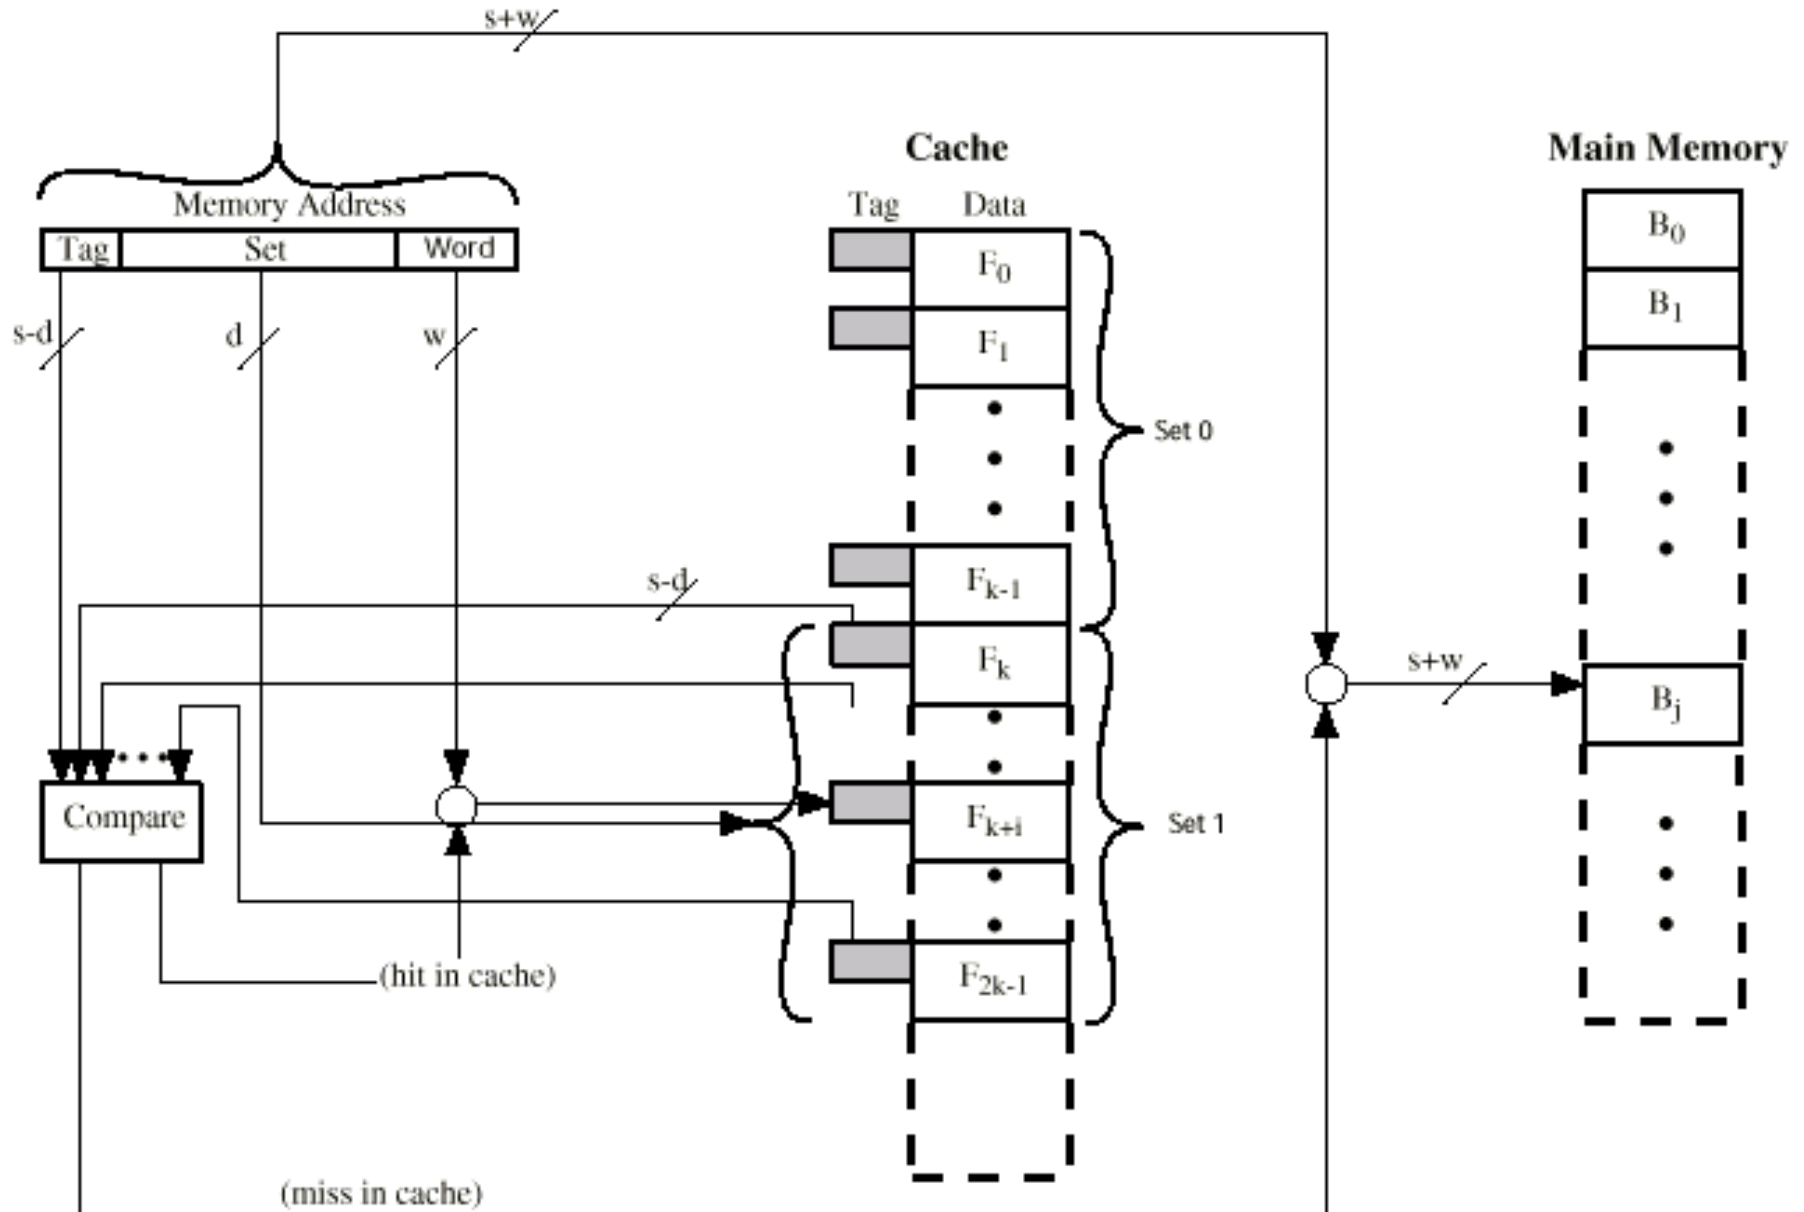 s+w
Cache
Main Memory
Memory Address
Tag Data
Tag Set Word
F0
B0
F1
B1
s-d d w
Set 0
Fk-1
s-d
Fk
s+w
Bj
Compare
Fk+i
Set 1
(hit in cache)
F2k-1
(miss in cache)